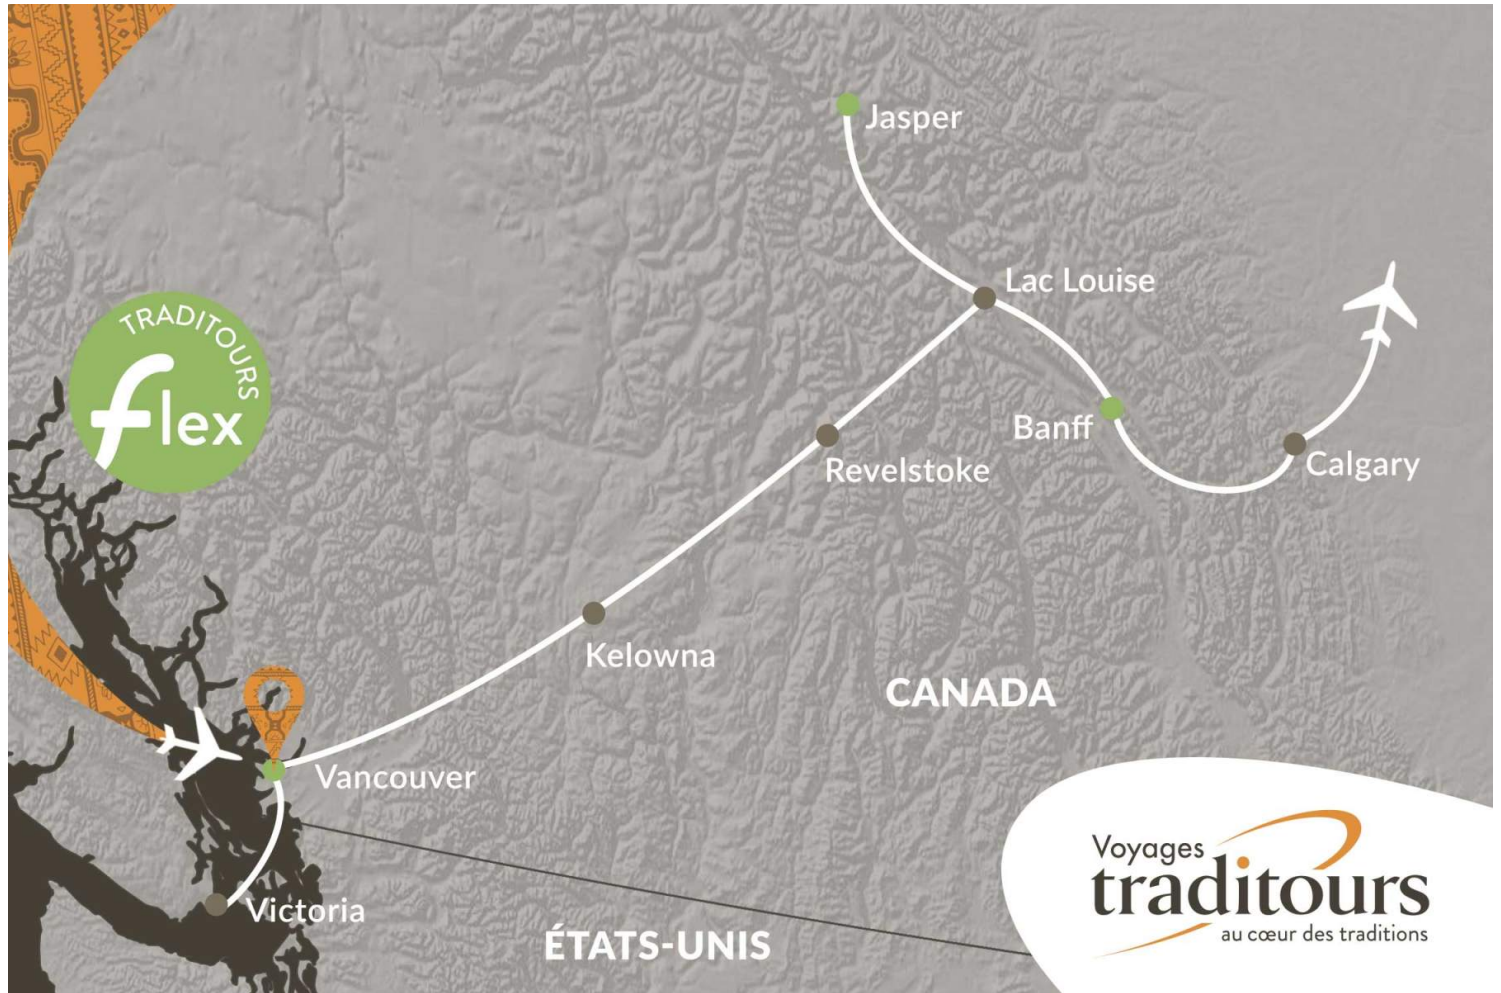 Jasper
Lac Louise
TRADITOURS
flex
Banff
Calgary
Revelstoke
Kelowna
CANADA
Vancouver
Victoria
ÉTATS-UNIS
Voyages
traditours
au cœur des traditions